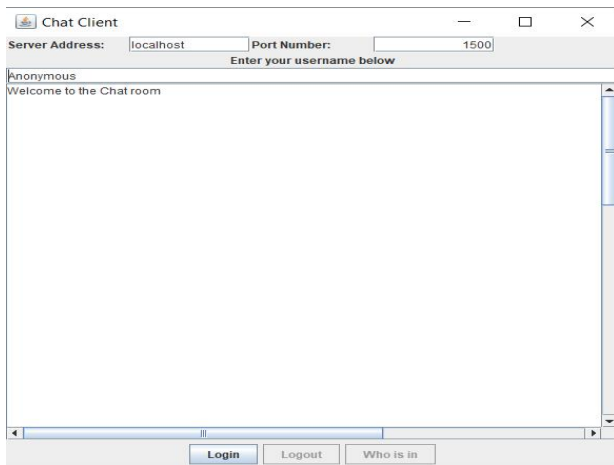 Chat Client
Server Address: localhost Port Number: 1500
Enter your username below
Anonymous
Welcome to the Chat room
Login Logout Who is in